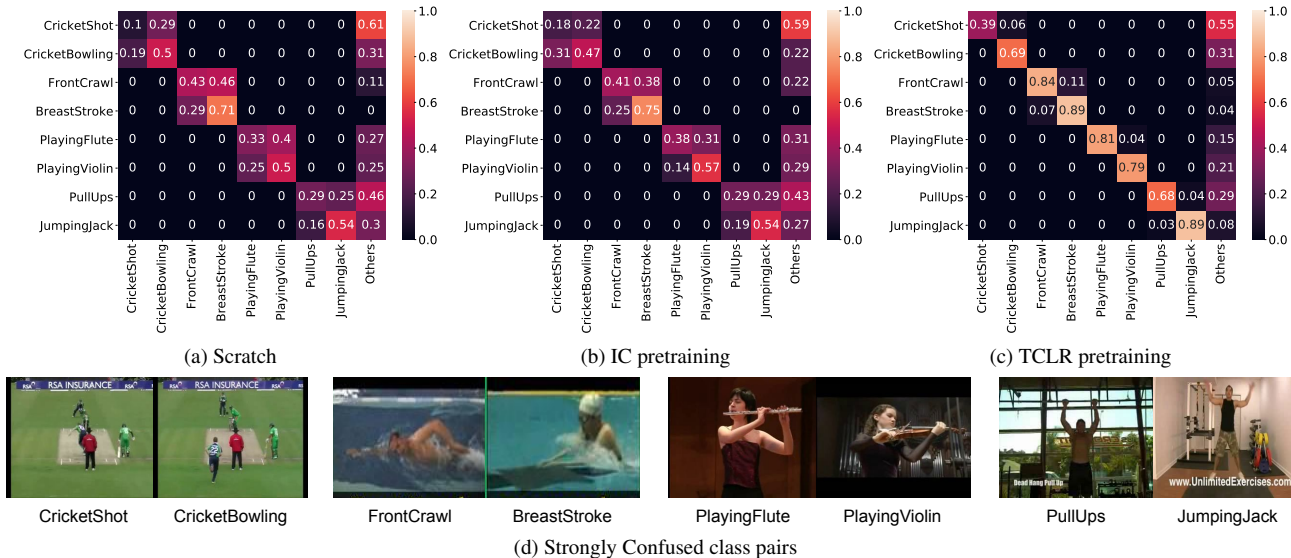 CricketShot 0.1 0.29 0 0 0 0 0 0 0.61
CricketBowling 0.19 0.5 0 0 0 0 0 0 0.31
FrontCrawl 0 0 0.43 0.46 0 0 0 0 0.11
BreastStroke 0 0 0.29 0.71 0 0 0 0 0
PlayingFlute 0 0 0 0 0.33 0.4 0 0 0.27
PlayingViolin 0 0 0 0 0.25 0.5 0 0 0.25
PullUps 0 0 0 0 0 0 0.29 0.25 0.46
JumpingJack 0 0 0 0 0 0 0.16 0.54 0.3
CricketShot CricketBowling FrontCrawl BreastStroke PlayingFlute PlayingViolin PullUps JumpingJack Others
1.0
0.8
0.6
0.4
0.2
0.0
(a) Scratch
CricketShot 0.18 0.22 0 0 0 0 0 0 0.59
CricketBowling 0.31 0.47 0 0 0 0 0 0 0.22
FrontCrawl 0 0 0.41 0.38 0 0 0 0 0.22
BreastStroke 0 0 0.25 0.75 0 0 0 0 0
PlayingFlute 0 0 0 0 0.38 0.31 0 0 0.31
PlayingViolin 0 0 0 0 0.14 0.57 0 0 0.29
PullUps 0 0 0 0 0 0 0.29 0.29 0.43
JumpingJack 0 0 0 0 0 0 0.19 0.54 0.27
CricketShot CricketBowling FrontCrawl BreastStroke PlayingFlute PlayingViolin PullUps JumpingJack Others
1.0
0.8
0.6
0.4
0.2
0.0
(b) IC pretraining
CricketShot 0.39 0.06 0 0 0 0 0 0 0.55
CricketBowling 0 0.69 0 0 0 0 0 0 0.31
FrontCrawl 0 0 0.84 0.11 0 0 0 0 0.05
BreastStroke 0 0 0.07 0.89 0 0 0 0 0.04
PlayingFlute 0 0 0 0 0.81 0.04 0 0 0.15
PlayingViolin 0 0 0 0 0 0.79 0 0 0.21
PullUps 0 0 0 0 0 0 0.68 0.04 0.29
JumpingJack 0 0 0 0 0 0 0.03 0.89 0.08
CricketShot CricketBowling FrontCrawl BreastStroke PlayingFlute PlayingViolin PullUps JumpingJack Others
1.0
0.8
0.6
0.4
0.2
0.0
(c) TCLR pretraining
RSA INSURANCE RSA
RSA INSURANCE RSA
Dead Hang Pull Up
www.UnlimitedExercises.com
CricketShot CricketBowling FrontCrawl BreastStroke PlayingFlute PlayingViolin PullUps JumpingJack
(d) Strongly Confused class pairs